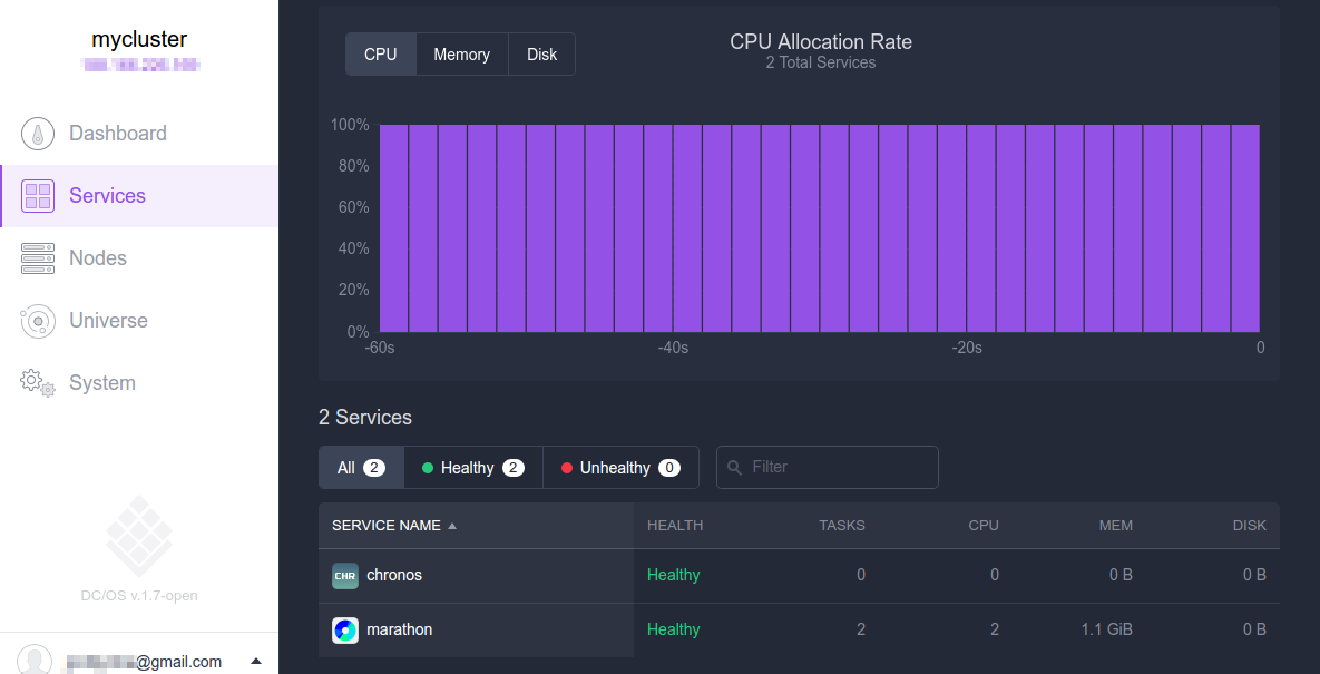 mycluster
Dashboard
Services
Nodes
Universe
System
DC/OS v.1.7-open
@gmail.com
CPU Memory Disk
CPU Allocation Rate
2 Total Services
100%
80%
60%
40%
20%
0%
-60s -40s -20s 0
2 Services
All 2 Healthy 2 Unhealthy 0 Filter
SERVICE NAME HEALTH TASKS CPU MEM DISK
CHR chronos Healthy 0 0 0 B 0 B
marathon Healthy 2 2 1.1 GiB 0 B